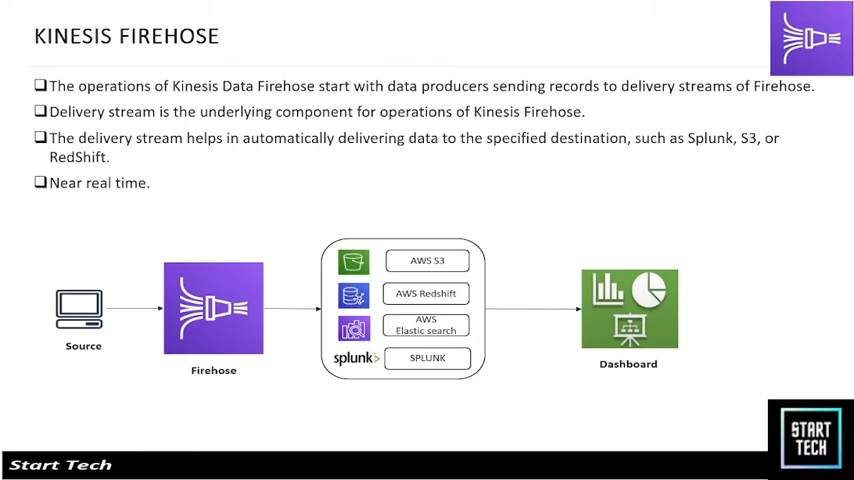 KINESIS FIREHOSE
The operations of Kinesis Data Firehose start with data producers sending records to delivery streams of Firehose.
Delivery stream is the underlying component for operations of Kinesis Firehose.
The delivery stream helps in automatically delivering data to the specified destination, such as Splunk, S3, or
RedShift.
Near real time.
AWS S3
AWS Redshift
AWS
Elastic search
splunk>
SPLUNK
Source
Firehose
Dashboard
START
TECH
Start Tech